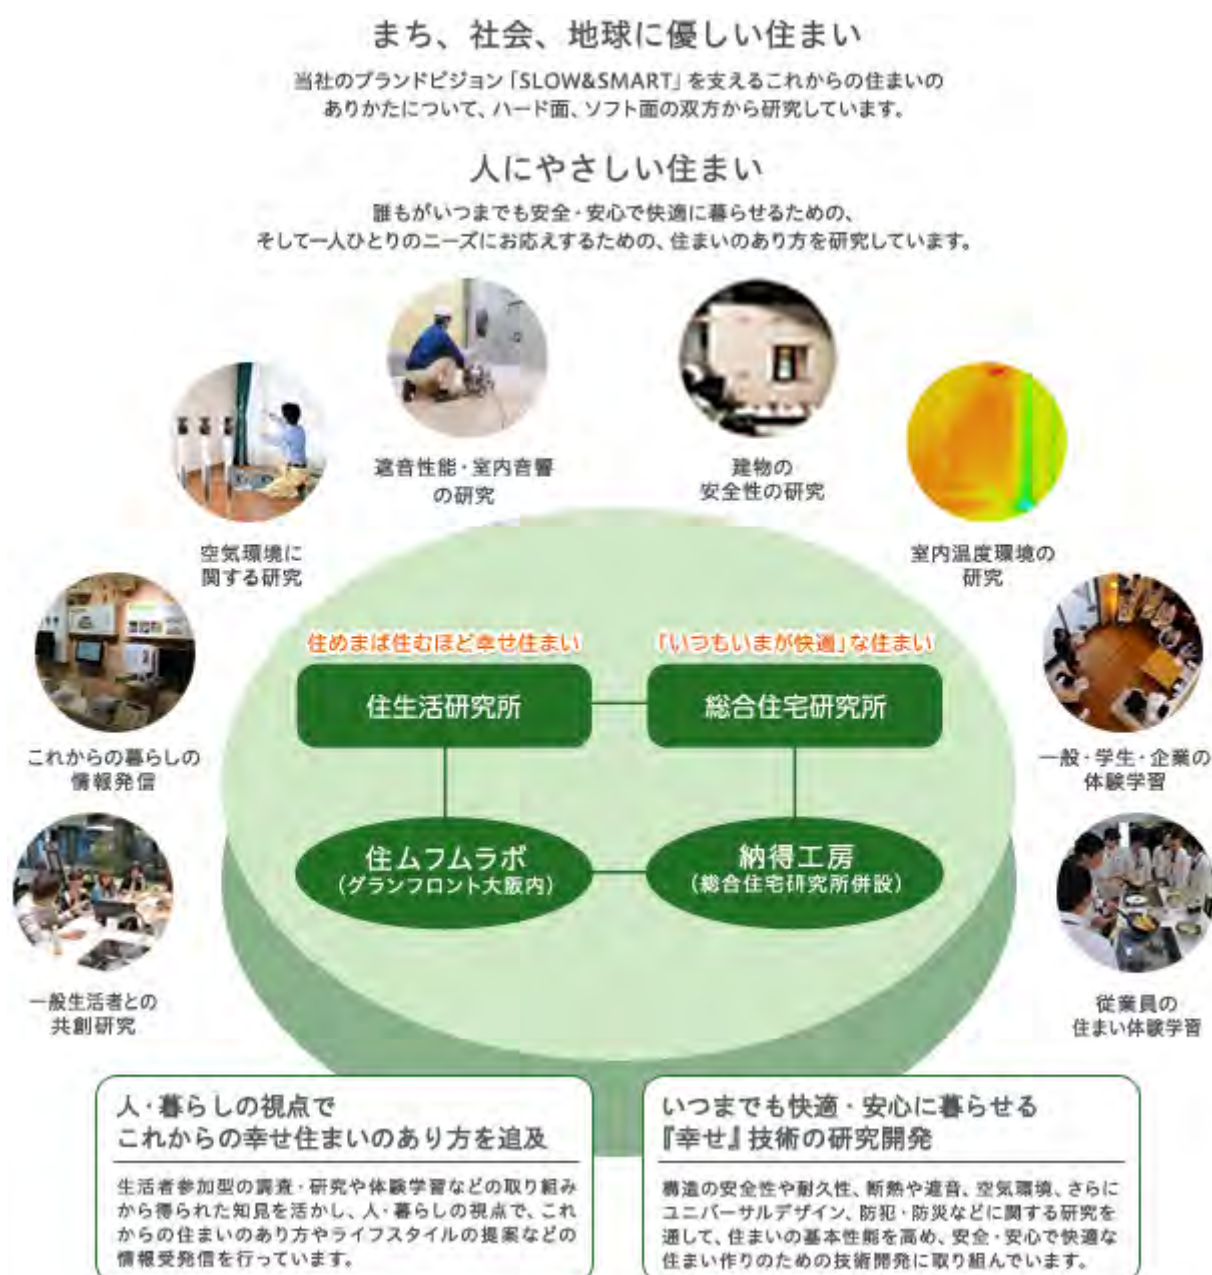 まち、社会、地球に優しい住まい
当社のブランドビジョン「SLOW&SMART」を支えるこれからの住まいの
ありかたについて、ハード面、ソフト面の双方から研究しています。
人にやさしい住まい
誰もがいつまでも安全・安心で快適に暮らせるための、
そして一人ひとりのニーズにお応えするための、住まいのあり方を研究しています。
遮音性能・室内音響
の研究
建物の
安全性の研究
空気環境に
関する研究
室内温度環境の
研究
住めまば住むほど幸せ住まい
「いつもいまが快適」な住まい
住生活研究所
総合住宅研究所
これからの暮らしの
情報発信
一般・学生・企業の
体験学習
住ムフムラボ
(グランフロント大阪内)
納得工房
(総合住宅研究所併設)
一般生活者との
共創研究
従業員の
住まい体験学習
人・暮らしの視点で
これからの幸せ住まいのあり方を追及
生活者参加型の調査・研究や体験学習などの取り組み
から得られた知見を活かし、人・暮らしの視点で、これ
からの住まいのあり方やライフスタイルの提案などの
情報受発信を行っています。
いつまでも快適・安心に暮らせる
『幸せ』技術の研究開発
構造の安全性や耐久性、断熱や遮音、空気環境、さらに
ユニバーサルデザイン、防犯・防災などに関する研究を
通して、住まいの基本性能を高め、安全・安心で快適な
住まい作りのための技術開発に取り組んでいます。